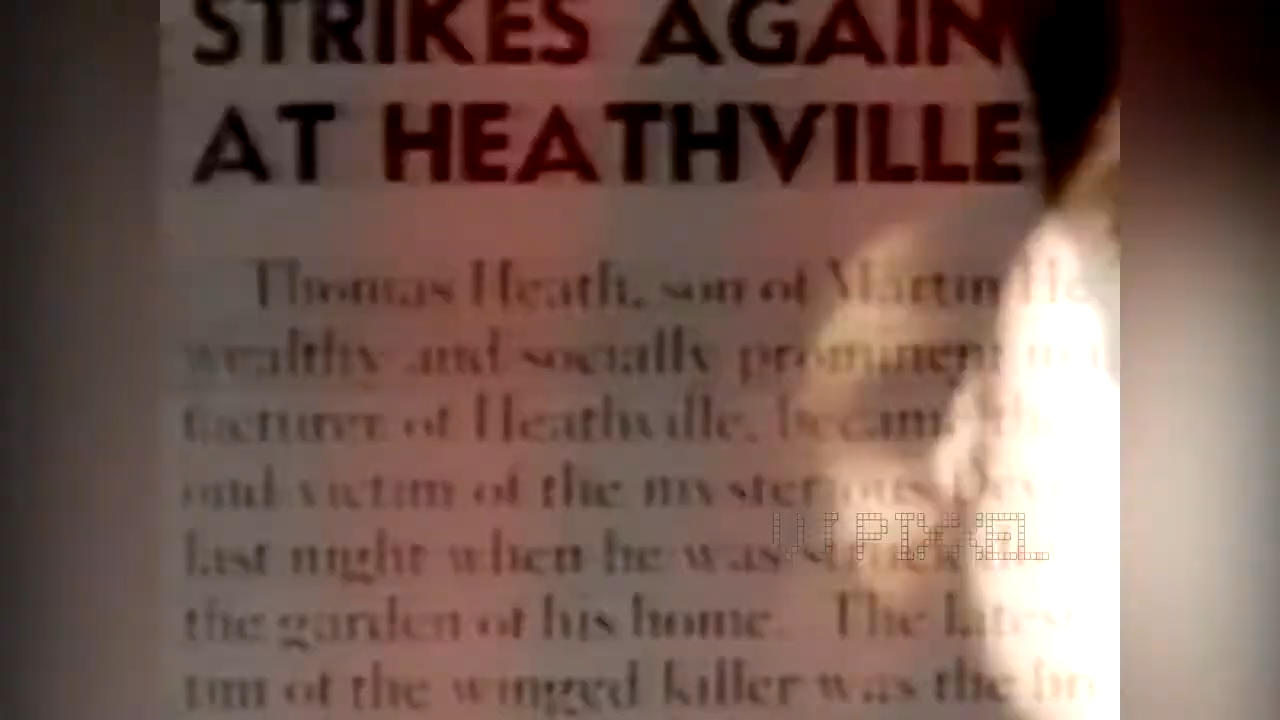 STRIKES AGAIN
AT HEATHVILLE
Thomas Heath, son of Martin
wealthy and socially prominent
facturer of Heathville, became
ond victim of the mysterious
last night when he was
the garden of his home. The latest
tim of the winged killer was the